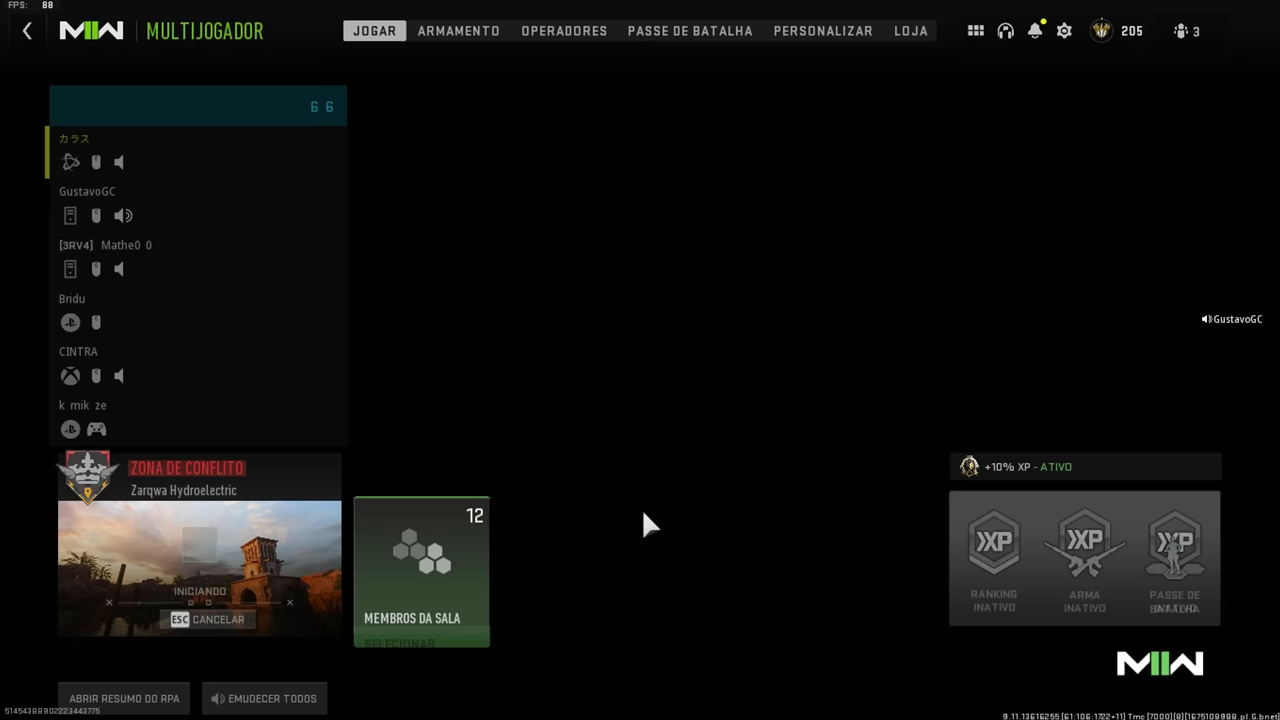 FPS: 88
MW MULTIJOGADOR
JOGAR ARMAMENTO OPERADORES PASSE DE BATALHA PERSONALIZAR LOJA
205
3
6 6
カラス
GustavoGC
[3RV4] Mathe0 0
Bridu
CINTRA
k mik ze
GustavoGC
ZONA DE CONFLITO
Zarqwa Hydroelectric
INICIANDO
ESC CANCELAR
12
MEMBROS DA SALA
SELECIONAR
+10% XP - ATIVO
XP XP XP
RANKING INATIVO
ARMA INATIVO
PASSE DE
MW
ABRIR RESUMO DO RPA
EMUDECER TODOS